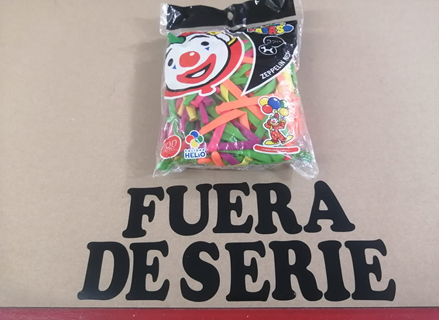 ZEPPELIN
HELIO
FUERA
DE SERIE